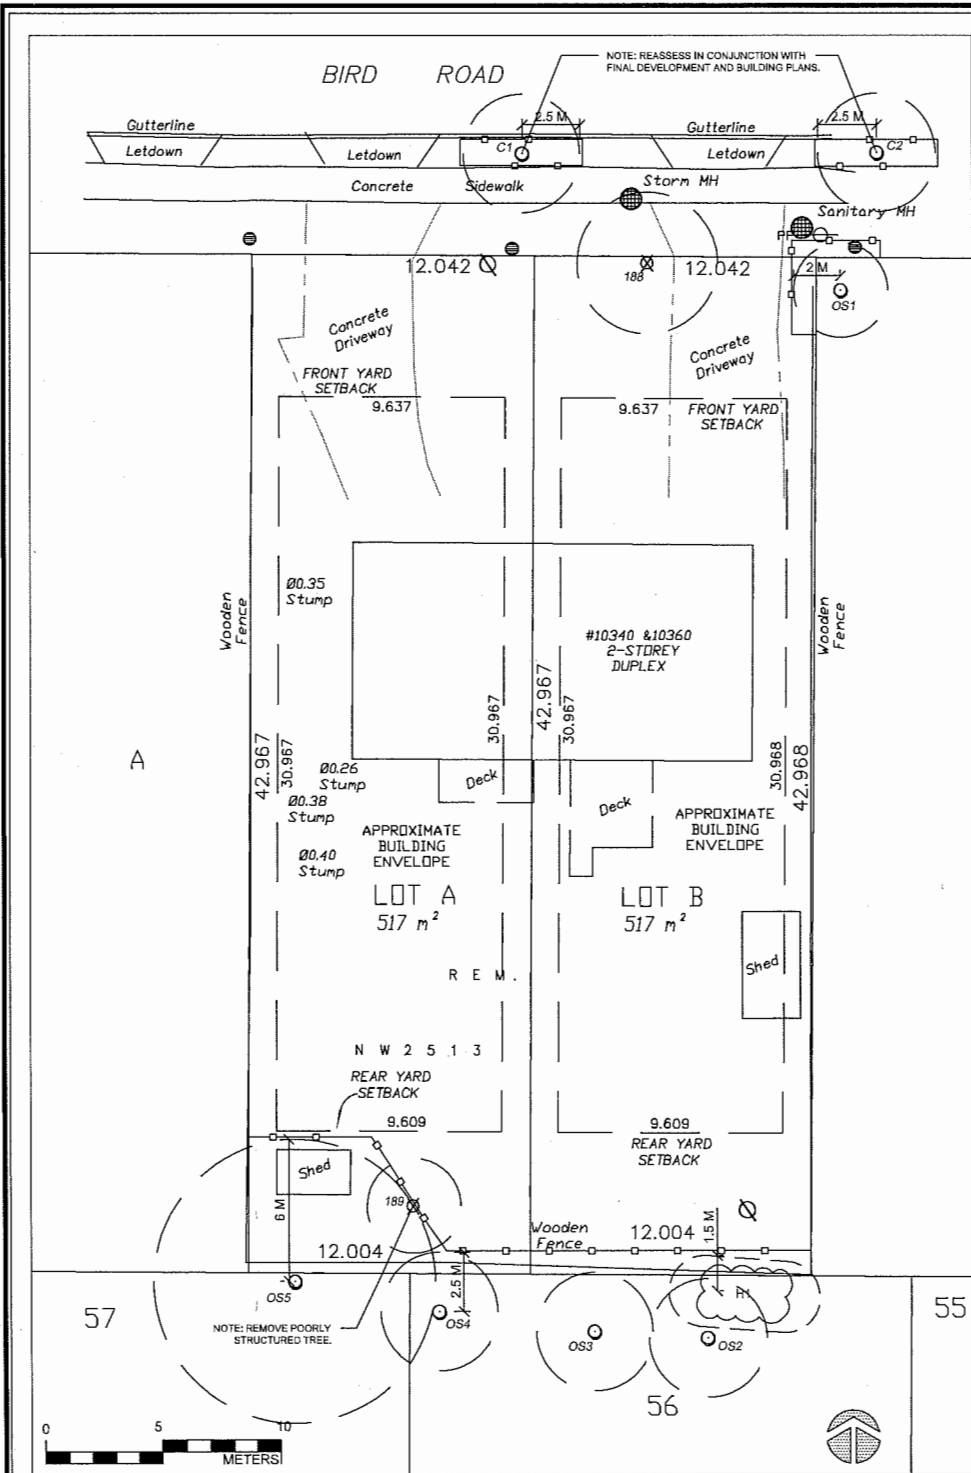 NOTE: REASSESS IN CONJUNCTION WITH
FINAL DEVELOPMENT AND BUILDING PLANS.
BIRD ROAD
2.5 M
2.5 M
Gutterline
Gutterline
Letdown
Letdown
C1
Letdown
C2
Concrete Sidewalk
Storm MH
Sanitary MH
PP
12.042
188
12.042
2 M
OS1
Concrete
Driveway
Concrete
Driveway
FRONT YARD
SETBACK
9.637
9.637
FRONT YARD
SETBACK
Ø0.35
Stump
Wooden
Fence
Wooden
Fence
#10340 &10360
2-STOREY
DUPLEX
42.967
30.967
30.967
42.967
30.967
30.968
42.968
A
Ø0.26
Stump
Ø0.38
Stump
Ø0.40
Stump
Deck
Deck
APPROXIMATE
BUILDING
ENVELOPE
APPROXIMATE
BUILDING
ENVELOPE
LOT A
517 m²
LOT B
517 m²
Shed
REM.
NW2513
REAR YARD
SETBACK
9.609
9.609
REAR YARD
SETBACK
Shed
189
6 M
Wooden
Fence
12.004
12.004
1.5 M
2.5 M
OS5
OS4
OS3
OS2
57
NOTE: REMOVE POORLY
STRUCTURED TREE.
56
55
0 5 10
METERS